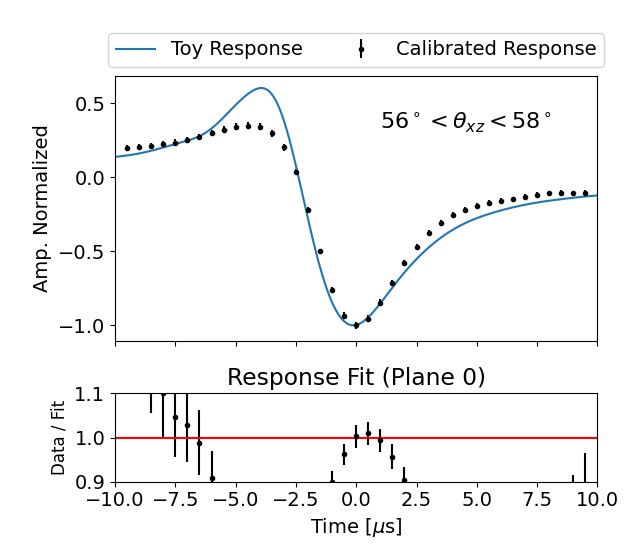 Toy Response Calibrated Response
56° < θxz < 58°
Amp. Normalized
0.5
0.0
−0.5
−1.0
Response Fit (Plane 0)
Data / Fit
1.1
1.0
0.9
−10.0 −7.5 −5.0 −2.5 0.0 2.5 5.0 7.5 10.0
Time [μs]